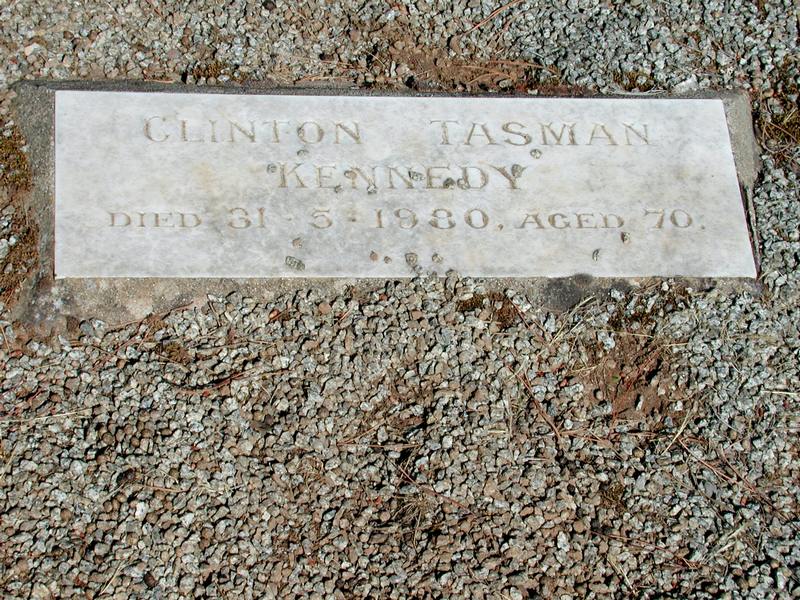 CLINTON TASMAN
KENNEDY
DIED 31-5-1980, AGED 70.